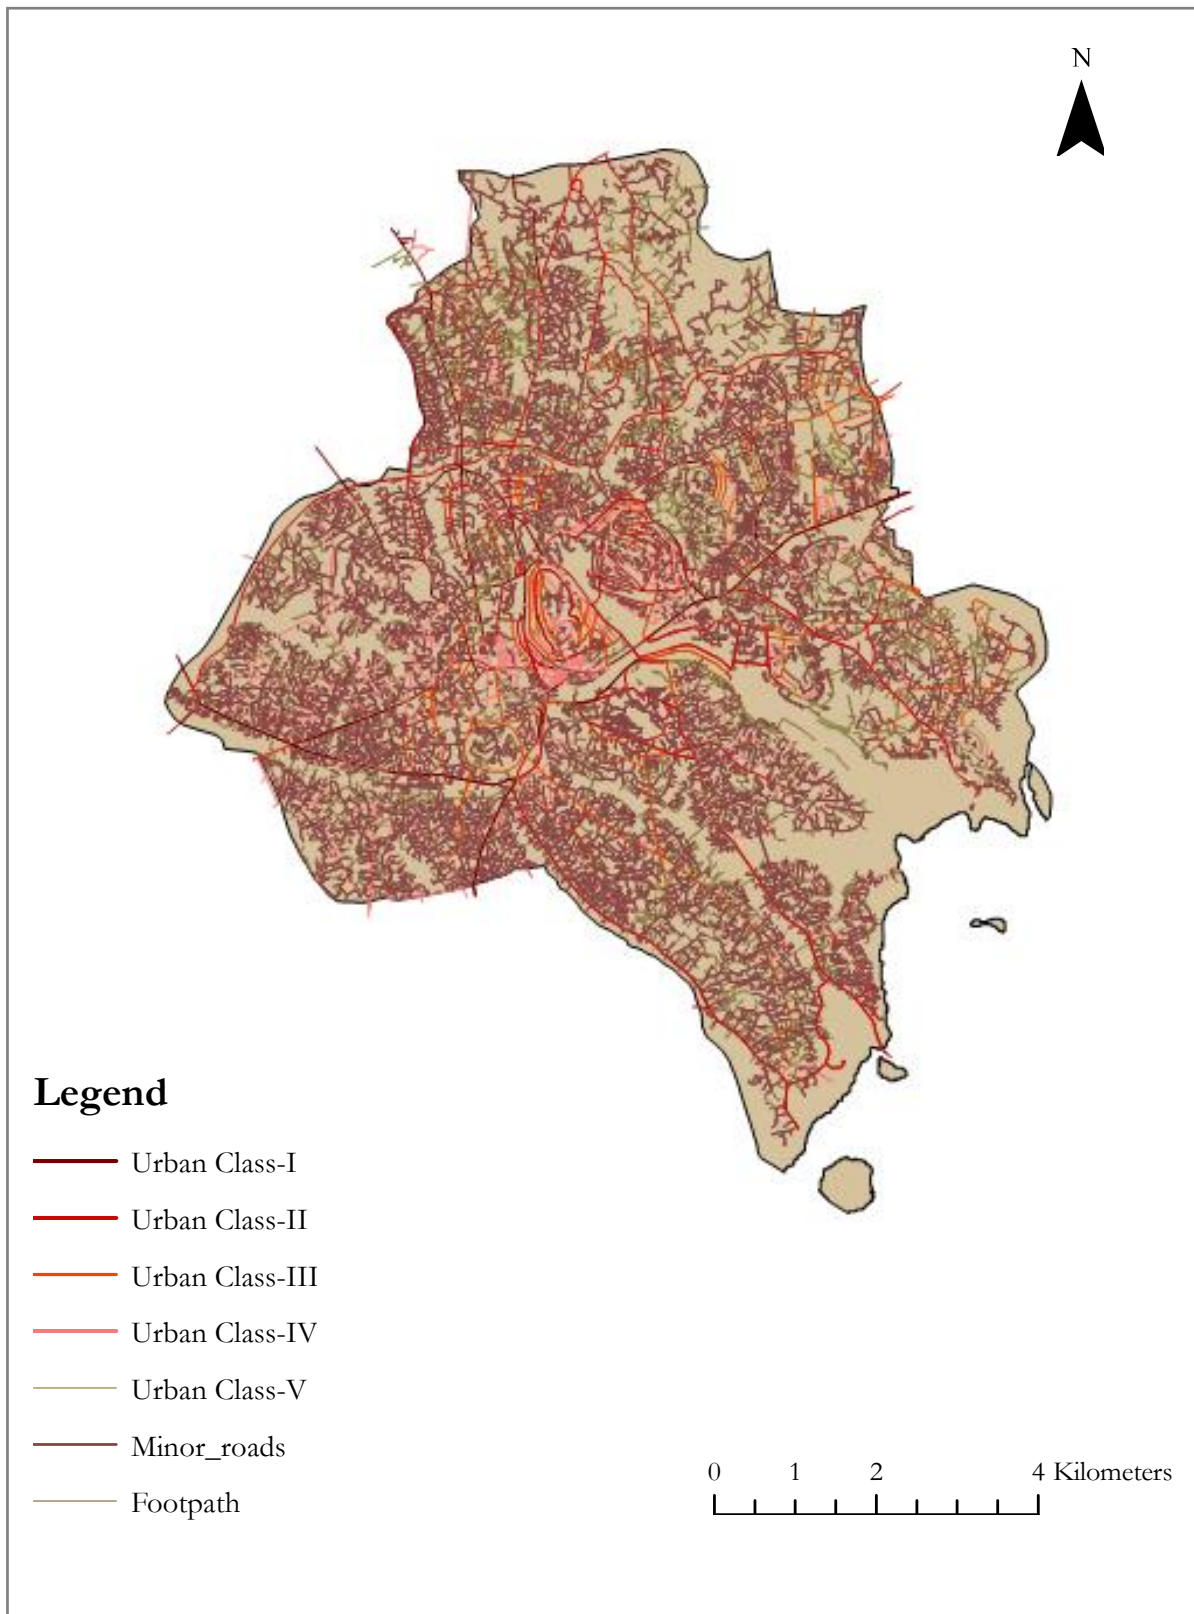 N
Legend
Urban Class-I
Urban Class-II
Urban Class-III
Urban Class-IV
Urban Class-V
Minor_roads
Footpath
0 1 2 4 Kilometers